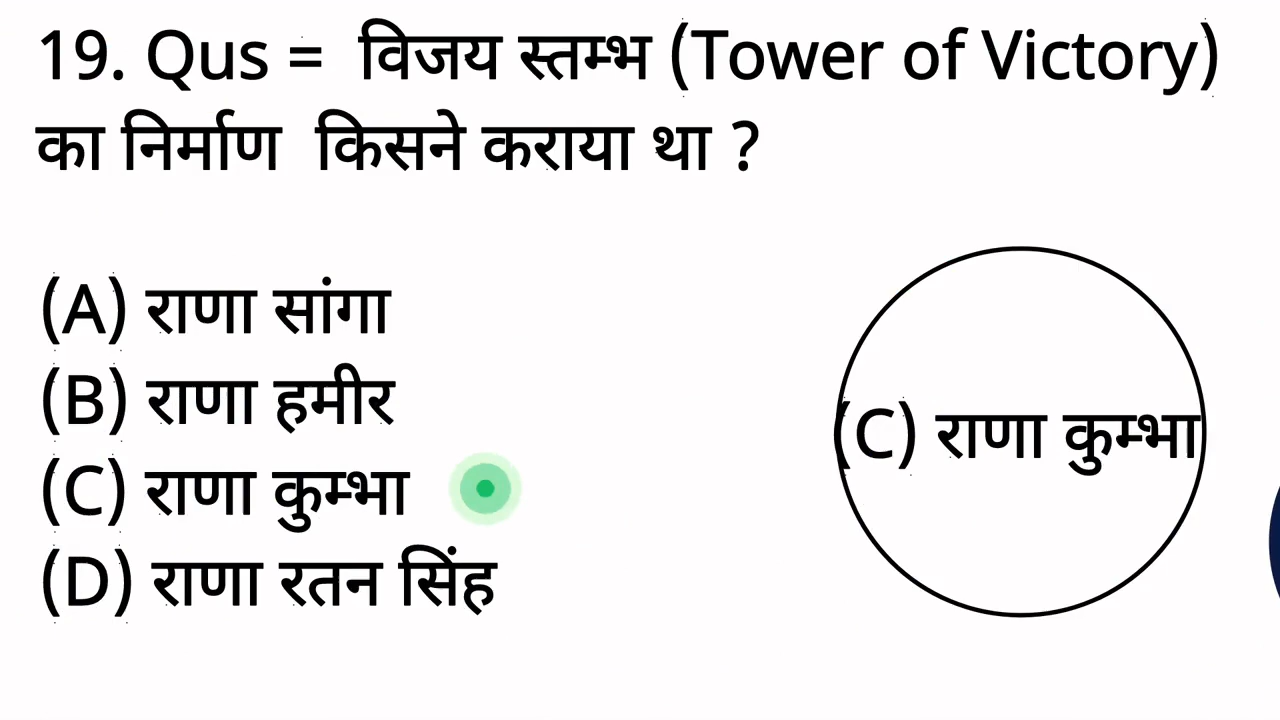 19. Qus = विजय स्तम्भ (Tower of Victory)
का निर्माण किसने कराया था ?
(A) राणा सांगा
(B) राणा हमीर
(C) राणा कुम्भा
(D) राणा रतन सिंह
(C) राणा कुम्भा